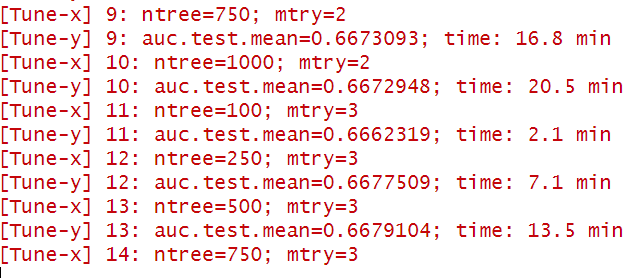 [Tune-x] 9: ntree=750; mtry=2
[Tune-y] 9: auc.test.mean=0.6673093; time: 16.8 min
[Tune-x] 10: ntree=1000; mtry=2
[Tune-y] 10: auc.test.mean=0.6672948; time: 20.5 min
[Tune-x] 11: ntree=100; mtry=3
[Tune-y] 11: auc.test.mean=0.6662319; time: 2.1 min
[Tune-x] 12: ntree=250; mtry=3
[Tune-y] 12: auc.test.mean=0.6677509; time: 7.1 min
[Tune-x] 13: ntree=500; mtry=3
[Tune-y] 13: auc.test.mean=0.6679104; time: 13.5 min
[Tune-x] 14: ntree=750; mtry=3